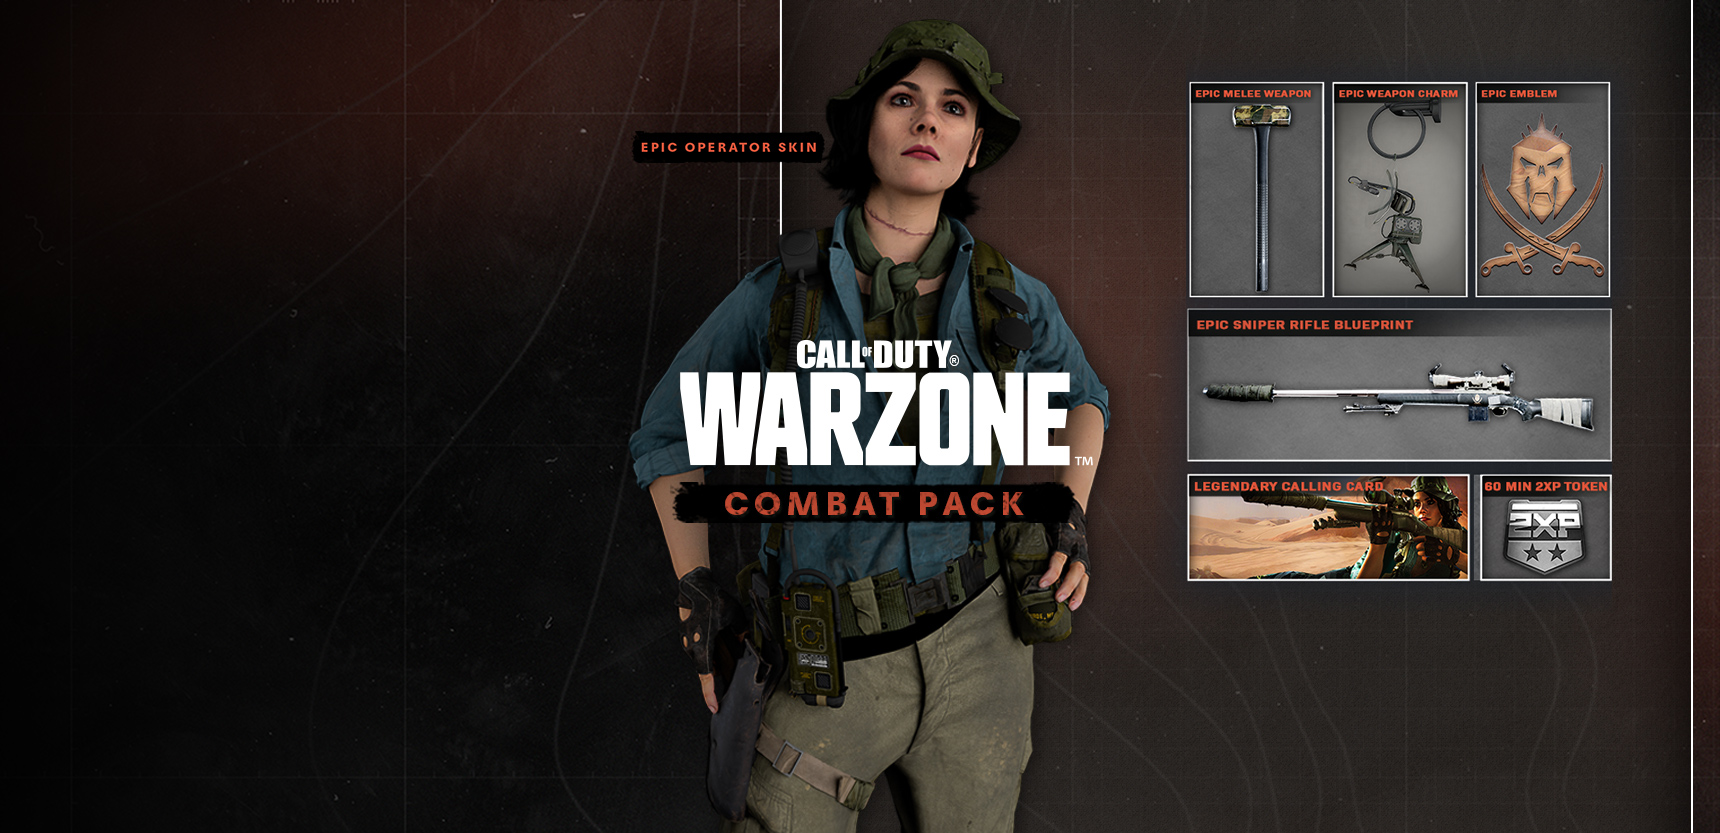 EPIC OPERATOR SKIN
CALL OF DUTY®
WARZONE™
COMBAT PACK
EPIC MELEE WEAPON
EPIC WEAPON CHARM
EPIC EMBLEM
EPIC SNIPER RIFLE BLUEPRINT
LEGENDARY CALLING CARD
60 MIN 2XP TOKEN
2XP